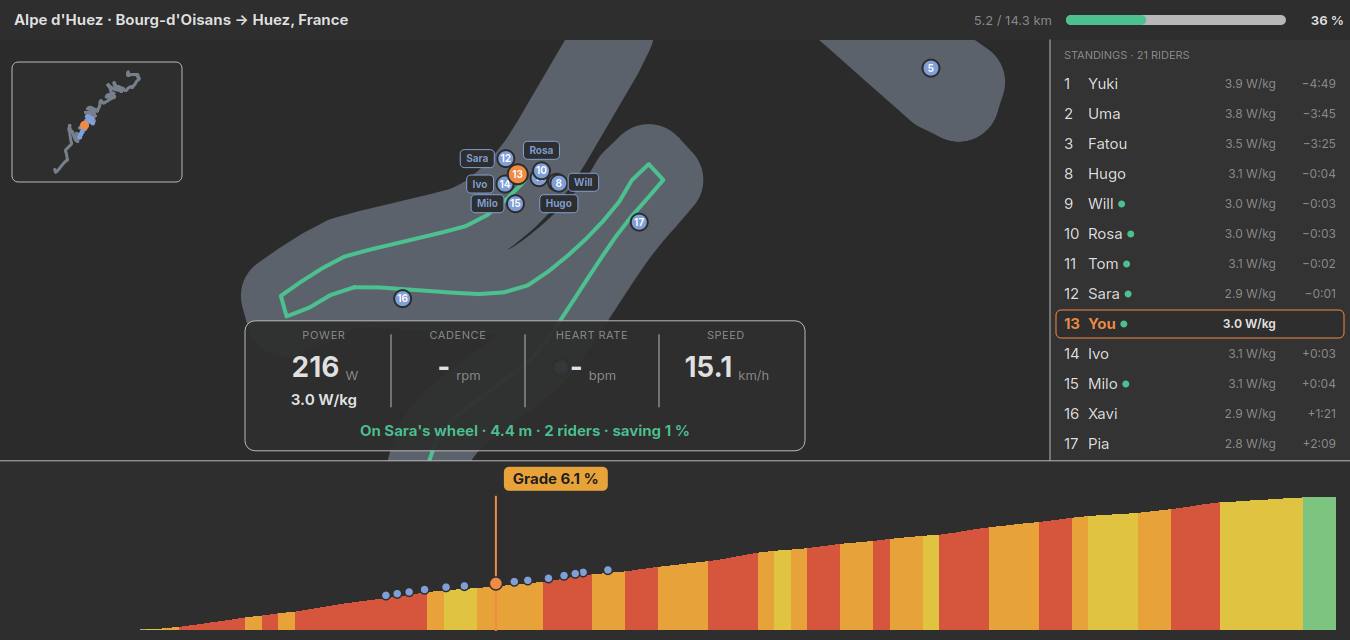 Alpe d'Huez · Bourg-d'Oisans → Huez, France
5.2 / 14.3 km
36 %
STANDINGS · 21 RIDERS
1 Yuki 3.9 W/kg −4:49
2 Uma 3.8 W/kg −3:45
3 Fatou 3.5 W/kg −3:25
8 Hugo 3.1 W/kg −0:04
9 Will 3.0 W/kg −0:03
10 Rosa 3.0 W/kg −0:03
11 Tom 3.1 W/kg −0:02
12 Sara 2.9 W/kg −0:01
13 You 3.0 W/kg
14 Ivo 3.1 W/kg +0:03
15 Milo 3.1 W/kg +0:04
16 Xavi 2.9 W/kg +1:21
17 Pia 2.8 W/kg +2:09
5
Rosa
Sara 12
13
10
Ivo 14
8 Will
Milo 15
Hugo
17
16
POWER CADENCE HEART RATE SPEED
216 W - rpm - bpm 15.1 km/h
3.0 W/kg
On Sara's wheel · 4.4 m · 2 riders · saving 1 %
Grade 6.1 %